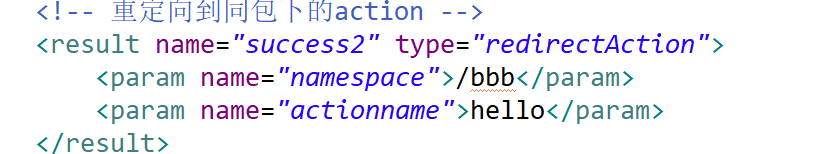 <!-- 重定向到同包下的action -->
<result name="success2" type="redirectAction">
    <param name="namespace">/bbb</param>
    <param name="actionname">hello</param>
</result>